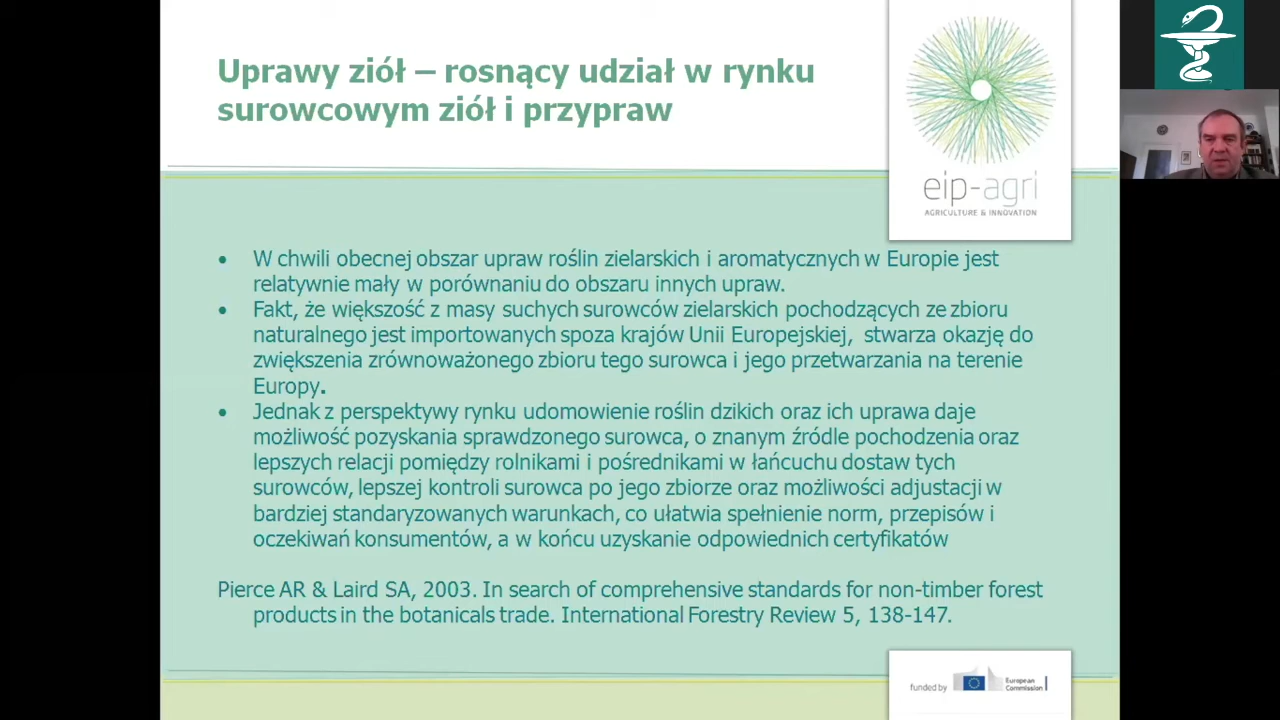 Uprawy ziół – rosnący udział w rynku
surowcowym ziół i przypraw
eip-agri
AGRICULTURE & INNOVATION
• W chwili obecnej obszar upraw roślin zielarskich i aromatycznych w Europie jest
relatywnie mały w porównaniu do obszaru innych upraw.
• Fakt, że większość z masy suchych surowców zielarskich pochodzących ze zbioru
naturalnego jest importowanych spoza krajów Unii Europejskiej, stwarza okazję do
zwiększenia zrównoważonego zbioru tego surowca i jego przetwarzania na terenie
Europy.
• Jednak z perspektywy rynku udomowienie roślin dzikich oraz ich uprawa daje
możliwość pozyskania sprawdzonego surowca, o znanym źródle pochodzenia oraz
lepszych relacji pomiędzy rolnikami i pośrednikami w łańcuchu dostaw tych
surowców, lepszej kontroli surowca po jego zbiorze oraz możliwości adjustacji w
bardziej standaryzowanych warunkach, co ułatwia spełnienie norm, przepisów i
oczekiwań konsumentów, a w końcu uzyskanie odpowiednich certyfikatów
Pierce AR & Laird SA, 2003. In search of comprehensive standards for non-timber forest
products in the botanicals trade. International Forestry Review 5, 138-147.
funded by
European
Commission